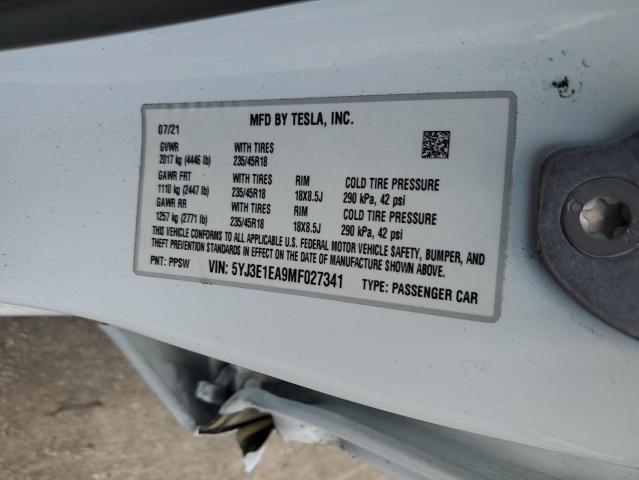 07/21 MFD BY TESLA, INC.
GVWR WITH TIRES
2017 kg (4446 lb) 235/45R18
GAWR FRT WITH TIRES RIM COLD TIRE PRESSURE
1110 kg (2447 lb) 235/45R18 18X8.5J 290 kPa, 42 psi
GAWR RR WITH TIRES RIM COLD TIRE PRESSURE
1257 kg (2771 lb) 235/45R18 18X8.5J 290 kPa, 42 psi
THIS VEHICLE CONFORMS TO ALL APPLICABLE U.S. FEDERAL MOTOR VEHICLE SAFETY, BUMPER, AND
THEFT PREVENTION STANDARDS IN EFFECT ON THE DATE OF MANUFACTURE SHOWN ABOVE.
PNT: PPSW VIN: 5YJ3E1EA9MF027341 TYPE: PASSENGER CAR